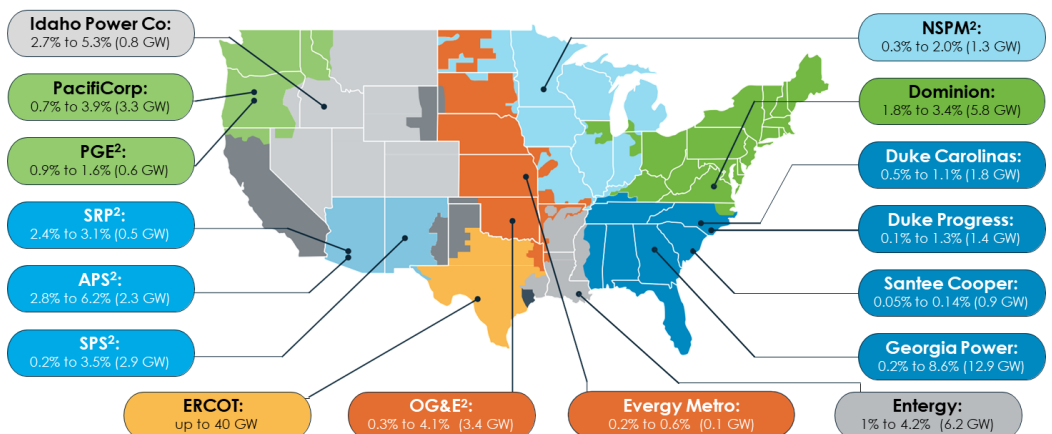 Idaho Power Co:
2.7% to 5.3% (0.8 GW)
PacifiCorp:
0.7% to 3.9% (3.3 GW)
PGE²:
0.9% to 1.6% (0.6 GW)
SRP²:
2.4% to 3.1% (0.5 GW)
APS²:
2.8% to 6.2% (2.3 GW)
SPS²:
0.2% to 3.5% (2.9 GW)
ERCOT:
up to 40 GW
OG&E²:
0.3% to 4.1% (3.4 GW)
Evergy Metro:
0.2% to 0.6% (0.1 GW)
Entergy:
1% to 4.2% (6.2 GW)
NSPM²:
0.3% to 2.0% (1.3 GW)
Dominion:
1.8% to 3.4% (5.8 GW)
Duke Carolinas:
0.5% to 1.1% (1.8 GW)
Duke Progress:
0.1% to 1.3% (1.4 GW)
Santee Cooper:
0.05% to 0.14% (0.9 GW)
Georgia Power:
0.2% to 8.6% (12.9 GW)